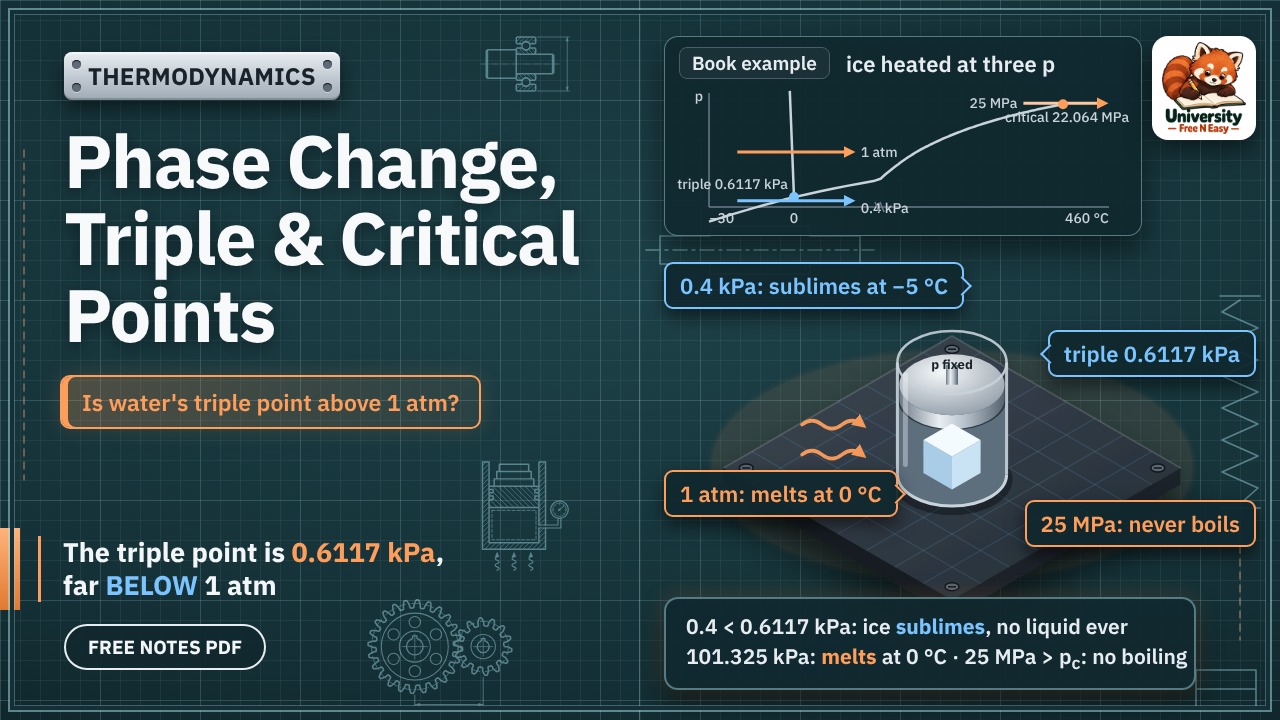 THERMODYNAMICS
Phase Change,
Triple & Critical
Points
Is water's triple point above 1 atm?
The triple point is 0.6117 kPa,
far BELOW 1 atm
FREE NOTES PDF
Book example
ice heated at three p
p
25 MPa
critical 22.064 MPa
1 atm
triple 0.6117 kPa
0.4 kPa
−30
0
460 °C
University
Free N Easy
0.4 kPa: sublimes at −5 °C
triple 0.6117 kPa
p fixed
1 atm: melts at 0 °C
25 MPa: never boils
0.4 < 0.6117 kPa: ice sublimes, no liquid ever
101.325 kPa: melts at 0 °C · 25 MPa > pc: no boiling